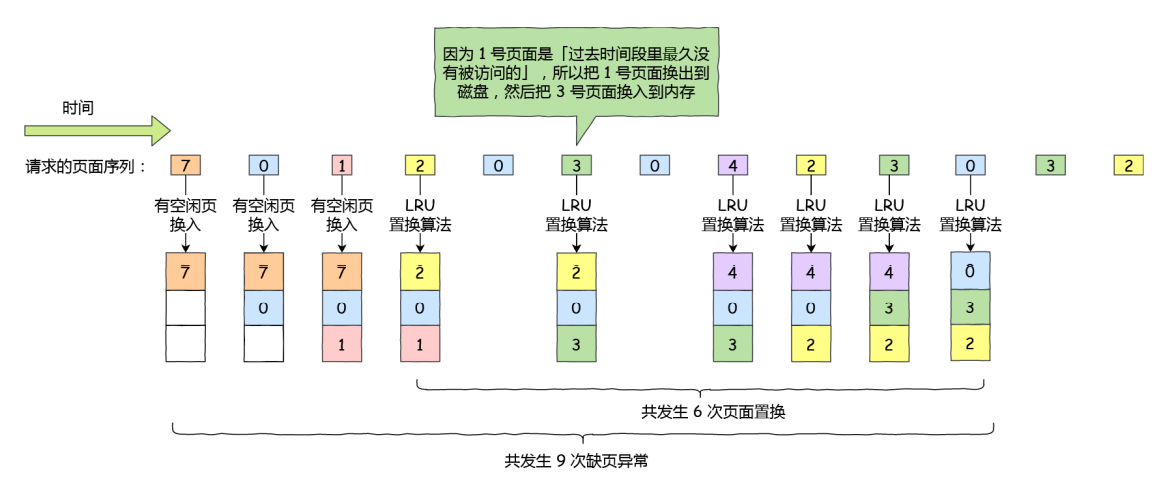 因为 1 号页面是「过去时间段里最久没
有被访问的」，所以把 1 号页面换出到
磁盘，然后把 3 号页面换入到内存
时间
请求的页面序列： 7 0 1 2 0 3 0 4 2 3 0 3 2
有空闲页 有空闲页 有空闲页 LRU LRU LRU LRU LRU LRU
换入 换入 换入 置换算法 置换算法 置换算法 置换算法 置换算法 置换算法
7 7 7 2 2 4 4 4 0
0 0 0 0 0 0 3 3
1 1 3 3 2 2 2
共发生 6 次页面置换
共发生 9 次缺页异常